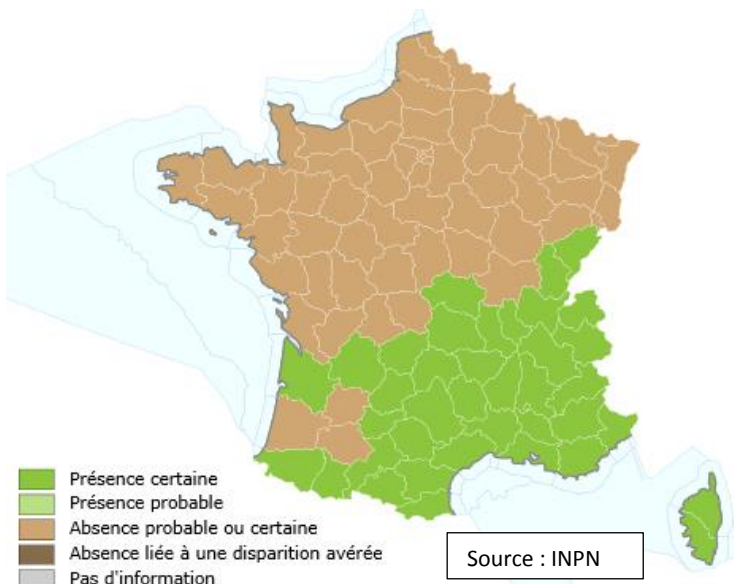 Présence certaine
Présence probable
Absence probable ou certaine
Absence liée à une disparition avérée
Pas d'information
Source : INPN